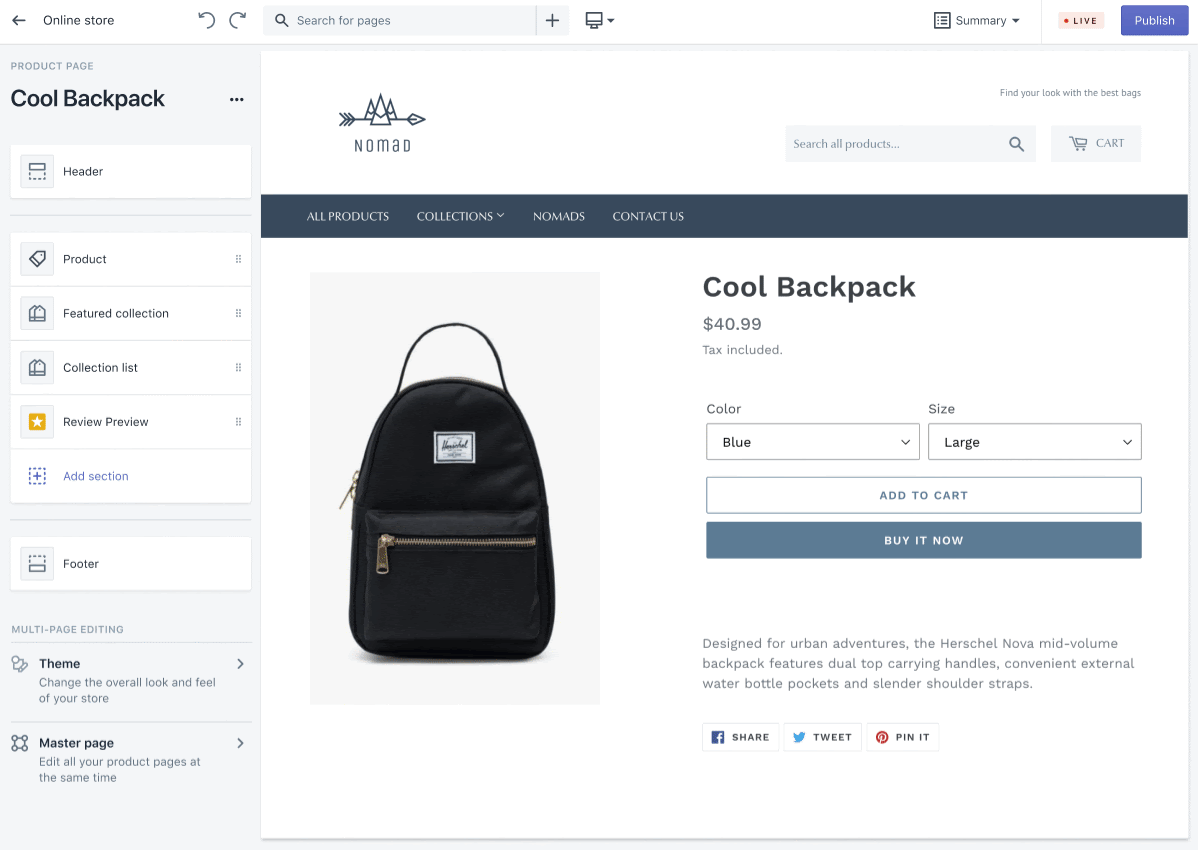 Online store
Search for pages
Summary
LIVE
Publish
PRODUCT PAGE
Cool Backpack
Header
Product
Featured collection
Collection list
Review Preview
Add section
Footer
MULTI-PAGE EDITING
Theme
Change the overall look and feel
of your store
Master page
Edit all your product pages at
the same time
NOMAD
Find your look with the best bags
Search all products...
CART
ALL PRODUCTS
COLLECTIONS
NOMADS
CONTACT US
Herschel
Cool Backpack
$40.99
Tax included.
Color
Size
Blue
Large
ADD TO CART
BUY IT NOW
Designed for urban adventures, the Herschel Nova mid-volume
backpack features dual top carrying handles, convenient external
water bottle pockets and slender shoulder straps.
SHARE
TWEET
PIN IT